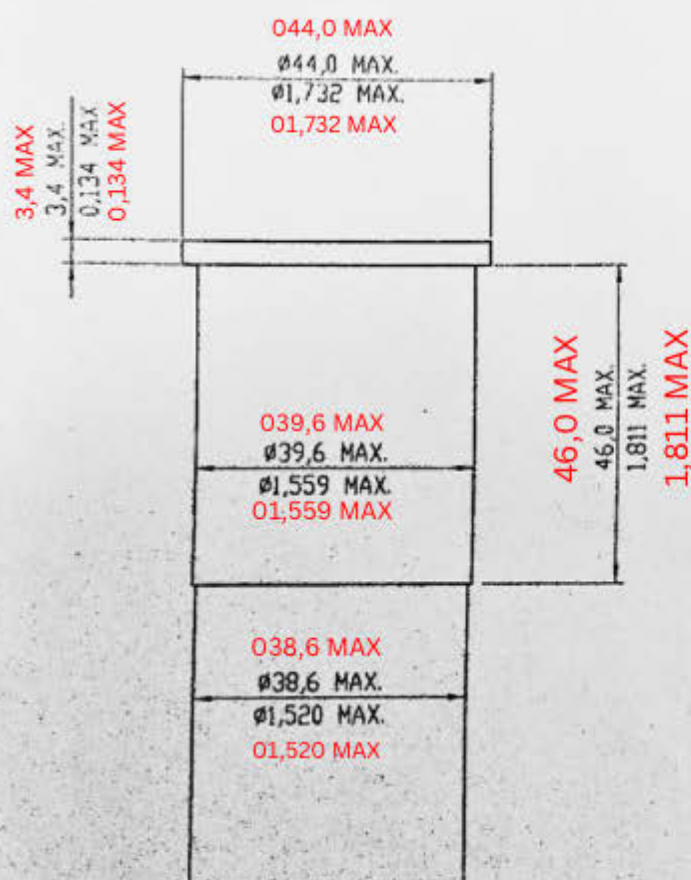 044,0 MAX
ø44,0 MAX.
ø1,732 MAX.
01,732 MAX
3,4 MAX
3,4 MAX.
0,134 MAX
0,134 MAX
46,0 MAX
46,0 MAX.
1,811 MAX.
1,811 MAX
039,6 MAX
ø39,6 MAX.
ø1,559 MAX.
01,559 MAX
038,6 MAX
ø38,6 MAX.
ø1,520 MAX.
01,520 MAX